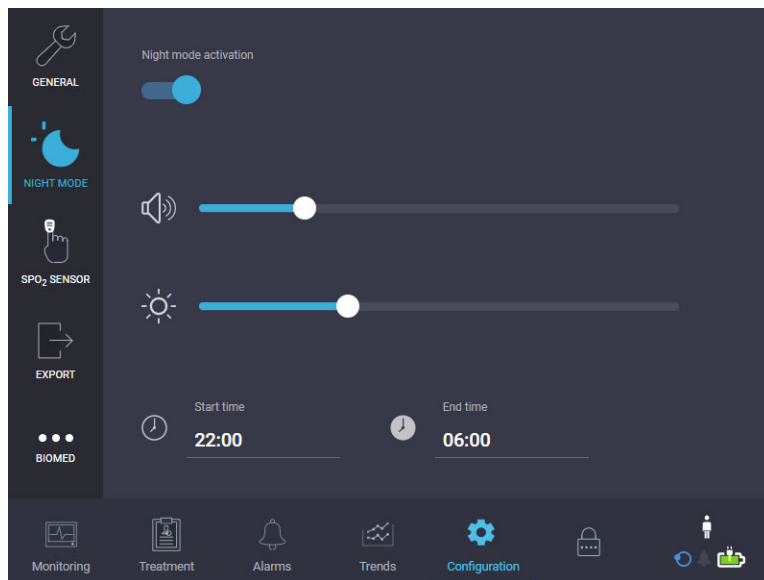 GENERAL
NIGHT MODE
SPO₂ SENSOR
EXPORT
BIOMED
Night mode activation
Start time
22:00
End time
06:00
Monitoring
Treatment
Alarms
Trends
Configuration